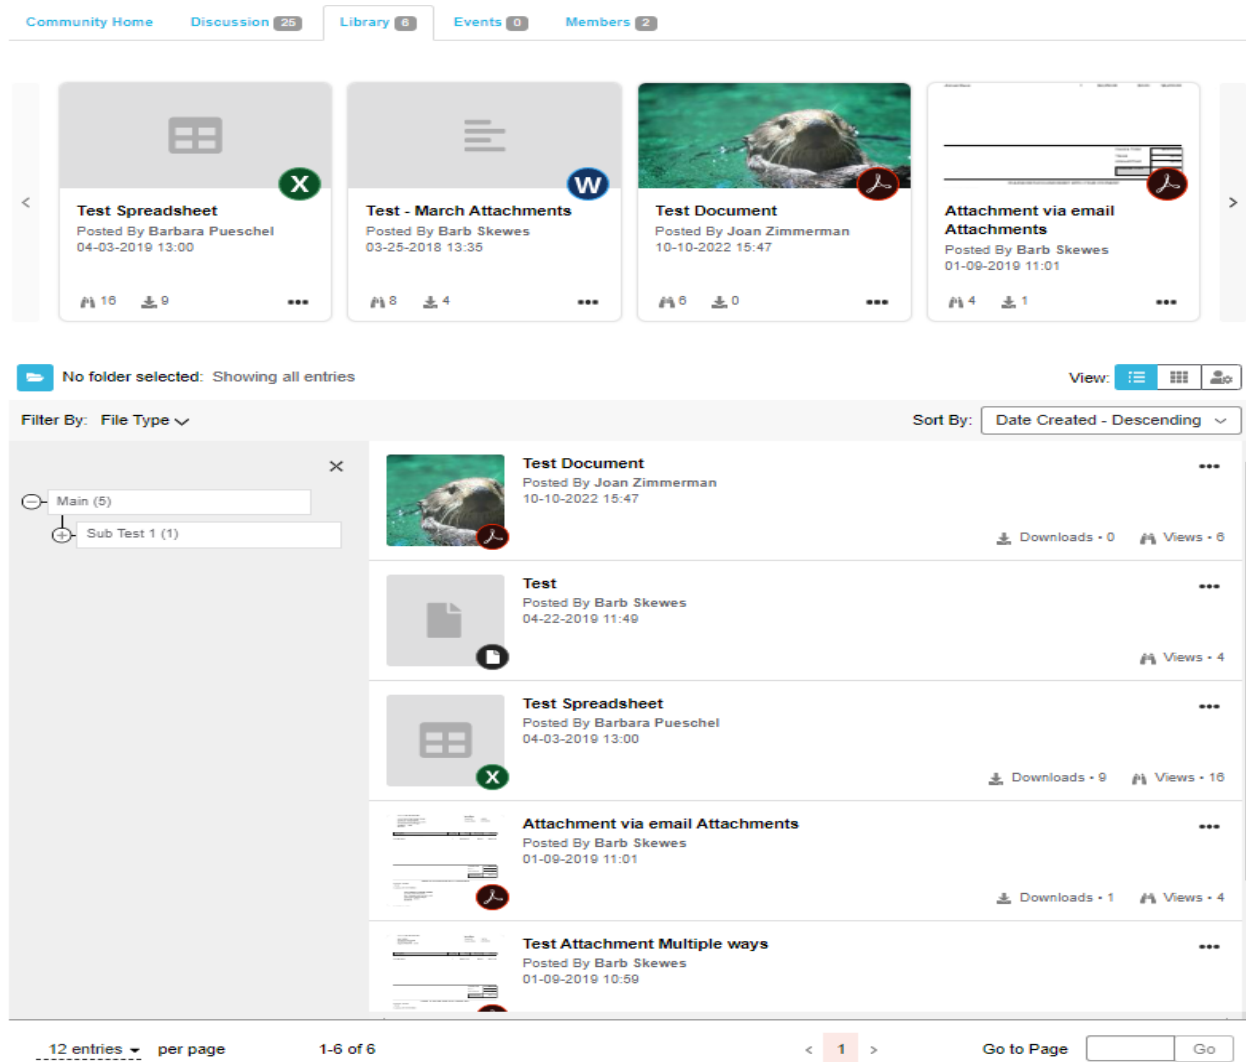 Community Home Discussion 25 Library 6 Events 0 Members 2
Test Spreadsheet
Posted By Barbara Pueschel
04-03-2019 13:00
16 9
Test - March Attachments
Posted By Barb Skewes
03-25-2018 13:35
8 4
Test Document
Posted By Joan Zimmerman
10-10-2022 15:47
6 0
Attachment via email
Attachments
Posted By Barb Skewes
01-09-2019 11:01
4 1
No folder selected: Showing all entries
View:
Filter By: File Type
Sort By: Date Created - Descending
Main (5)
Sub Test 1 (1)
Test Document
Posted By Joan Zimmerman
10-10-2022 15:47
Downloads • 0 Views • 6
Test
Posted By Barb Skewes
04-22-2019 11:49
Views • 4
Test Spreadsheet
Posted By Barbara Pueschel
04-03-2019 13:00
Downloads • 9 Views • 16
Attachment via email Attachments
Posted By Barb Skewes
01-09-2019 11:01
Downloads • 1 Views • 4
Test Attachment Multiple ways
Posted By Barb Skewes
01-09-2019 10:59
12 entries per page 1-6 of 6 < 1 > Go to Page Go